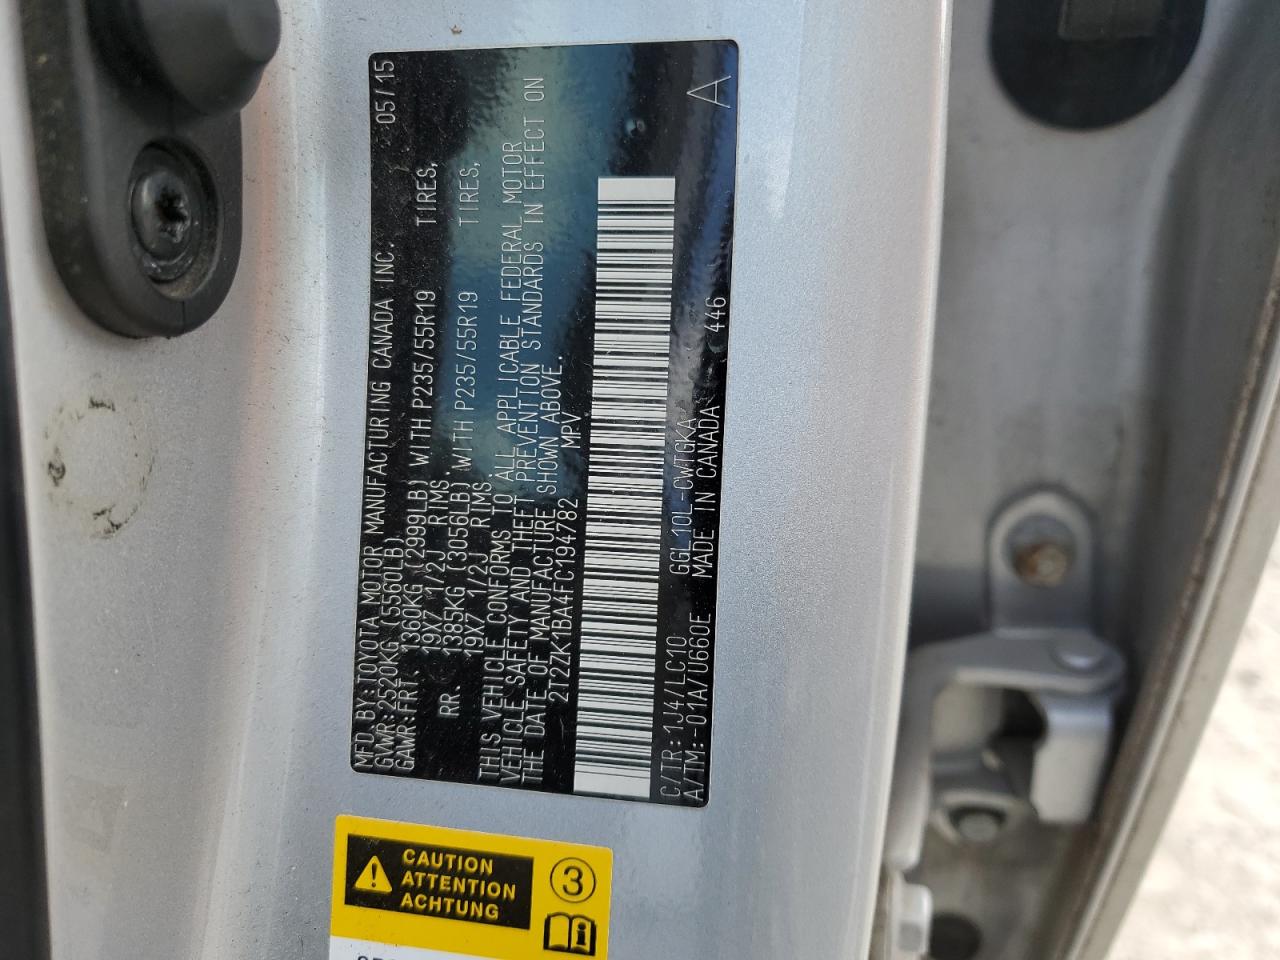 MFD. BY: TOYOTA MOTOR MANUFACTURING CANADA INC. 05/15
GVWR: 2520KG (5560LB)
GAWR: FRT. 1360KG (2999LB) WITH P235/55R19 TIRES,
19X7 1/2J RIMS.
RR. 1385KG (3056LB) WITH P235/55R19 TIRES,
19X7 1/2J RIMS.
THIS VEHICLE CONFORMS TO ALL APPLICABLE FEDERAL MOTOR
VEHICLE SAFETY AND THEFT PREVENTION STANDARDS IN EFFECT ON
THE DATE OF MANUFACTURE SHOWN ABOVE.
2T2ZK1BA4FC194782 MPV
A
C/TR: 1J4/LC10 GGL10L-CWTGKA
A/TM: -01A/U660E MADE IN CANADA 446
CAUTION
ATTENTION
ACHTUNG
3